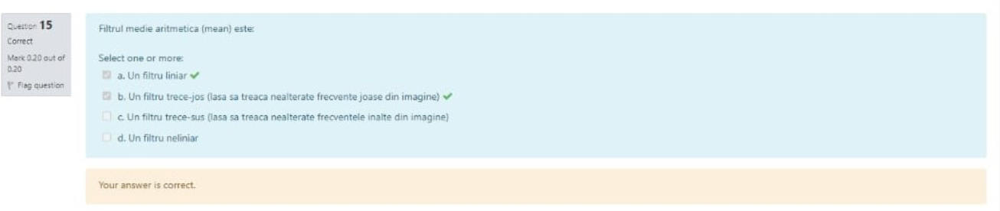 Question 15
Correct
Mark 0.20 out of
0.20
Flag question
Filtrul medie aritmetica (mean) este:
Select one or more:
a. Un filtru liniar
b. Un filtru trece-jos (lasa sa treaca nealterate frecvente joase din imagine)
c. Un filtru trece-sus (lasa sa treaca nealterate frecventele inalte din imagine)
d. Un filtru neliniar
Your answer is correct.